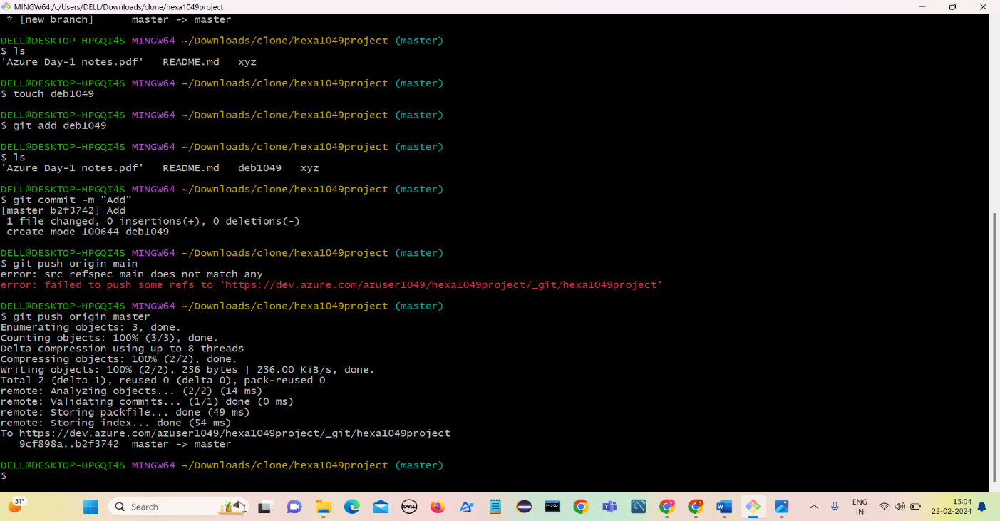 MINGW64:/c/Users/DELL/Downloads/clone/hexa1049project
* [new branch]      master -> master
DELL@DESKTOP-HPGQI4S MINGW64 ~/Downloads/clone/hexa1049project (master)
$ ls
'Azure Day-1 notes.pdf'   README.md   xyz
DELL@DESKTOP-HPGQI4S MINGW64 ~/Downloads/clone/hexa1049project (master)
$ touch deb1049
DELL@DESKTOP-HPGQI4S MINGW64 ~/Downloads/clone/hexa1049project (master)
$ git add deb1049
DELL@DESKTOP-HPGQI4S MINGW64 ~/Downloads/clone/hexa1049project (master)
$ ls
'Azure Day-1 notes.pdf'   README.md   deb1049   xyz
DELL@DESKTOP-HPGQI4S MINGW64 ~/Downloads/clone/hexa1049project (master)
$ git commit -m "Add"
[master b2f3742] Add
1 file changed, 0 insertions(+), 0 deletions(-)
create mode 100644 deb1049
DELL@DESKTOP-HPGQI4S MINGW64 ~/Downloads/clone/hexa1049project (master)
$ git push origin main
error: src refspec main does not match any
error: failed to push some refs to 'https://dev.azure.com/azuser1049/hexa1049project/_git/hexa1049project'
DELL@DESKTOP-HPGQI4S MINGW64 ~/Downloads/clone/hexa1049project (master)
$ git push origin master
Enumerating objects: 3, done.
Counting objects: 100% (3/3), done.
Delta compression using up to 8 threads
Compressing objects: 100% (2/2), done.
Writing objects: 100% (2/2), 236 bytes | 236.00 KiB/s, done.
Total 2 (delta 1), reused 0 (delta 0), pack-reused 0
remote: Analyzing objects... (2/2) (14 ms)
remote: Validating commits... (1/1) done (0 ms)
remote: Storing packfile... done (49 ms)
remote: Storing index... done (54 ms)
To https://dev.azure.com/azuser1049/hexa1049project/_git/hexa1049project
9cf898a..b2f3742  master -> master
DELL@DESKTOP-HPGQI4S MINGW64 ~/Downloads/clone/hexa1049project (master)
$
31°
Search
DELL
MySQL
ENG
IN
15:04
23-02-2024